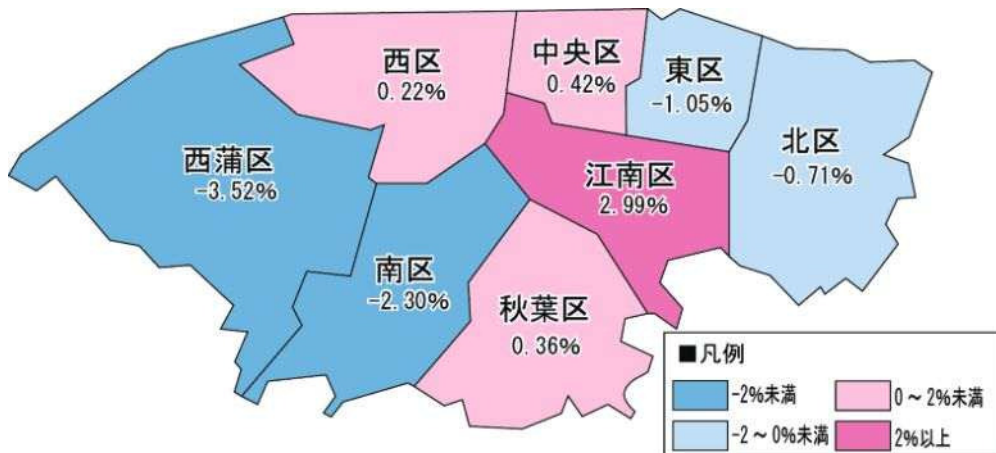 西区
0.22%
中央区
0.42%
東区
-1.05%
北区
-0.71%
西蒲区
-3.52%
江南区
2.99%
南区
-2.30%
秋葉区
0.36%
■凡例
-2%未満
0～2%未満
-2～0%未満
2%以上